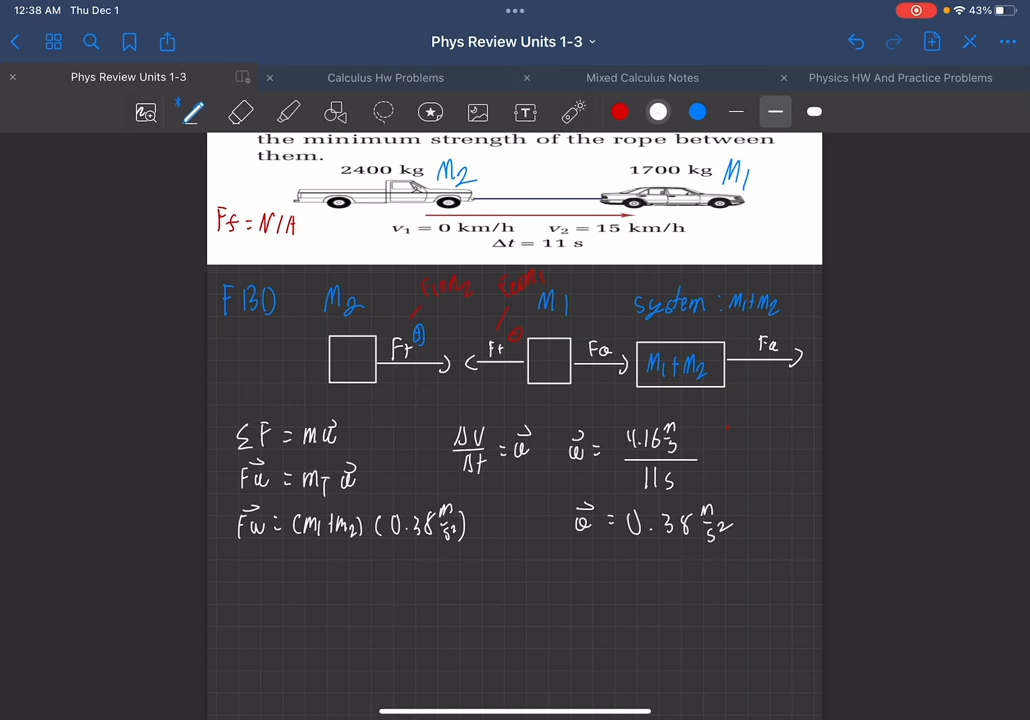 12:38 AM Thu Dec 1
43%
Phys Review Units 1-3
Phys Review Units 1-3
Calculus Hw Problems
Mixed Calculus Notes
Physics HW And Practice Problems
the minimum strength of the rope between
them.
2400 kg M2 1700 kg M1
Ff = N/A
v₁ = 0 km/h v₂ = 15 km/h
Δt = 11 s
FBD M2 M1 system : M1+M2
Ft Ft Fa M1+M2 Fa
ΣF = ma⃗ ΔV/Δt = a⃗ a⃗ = 4.16 m/s / 11s
F⃗a = mT a⃗
F⃗a = (m1+m2) (0.38 m/s²) a⃗ = 0.38 m/s²